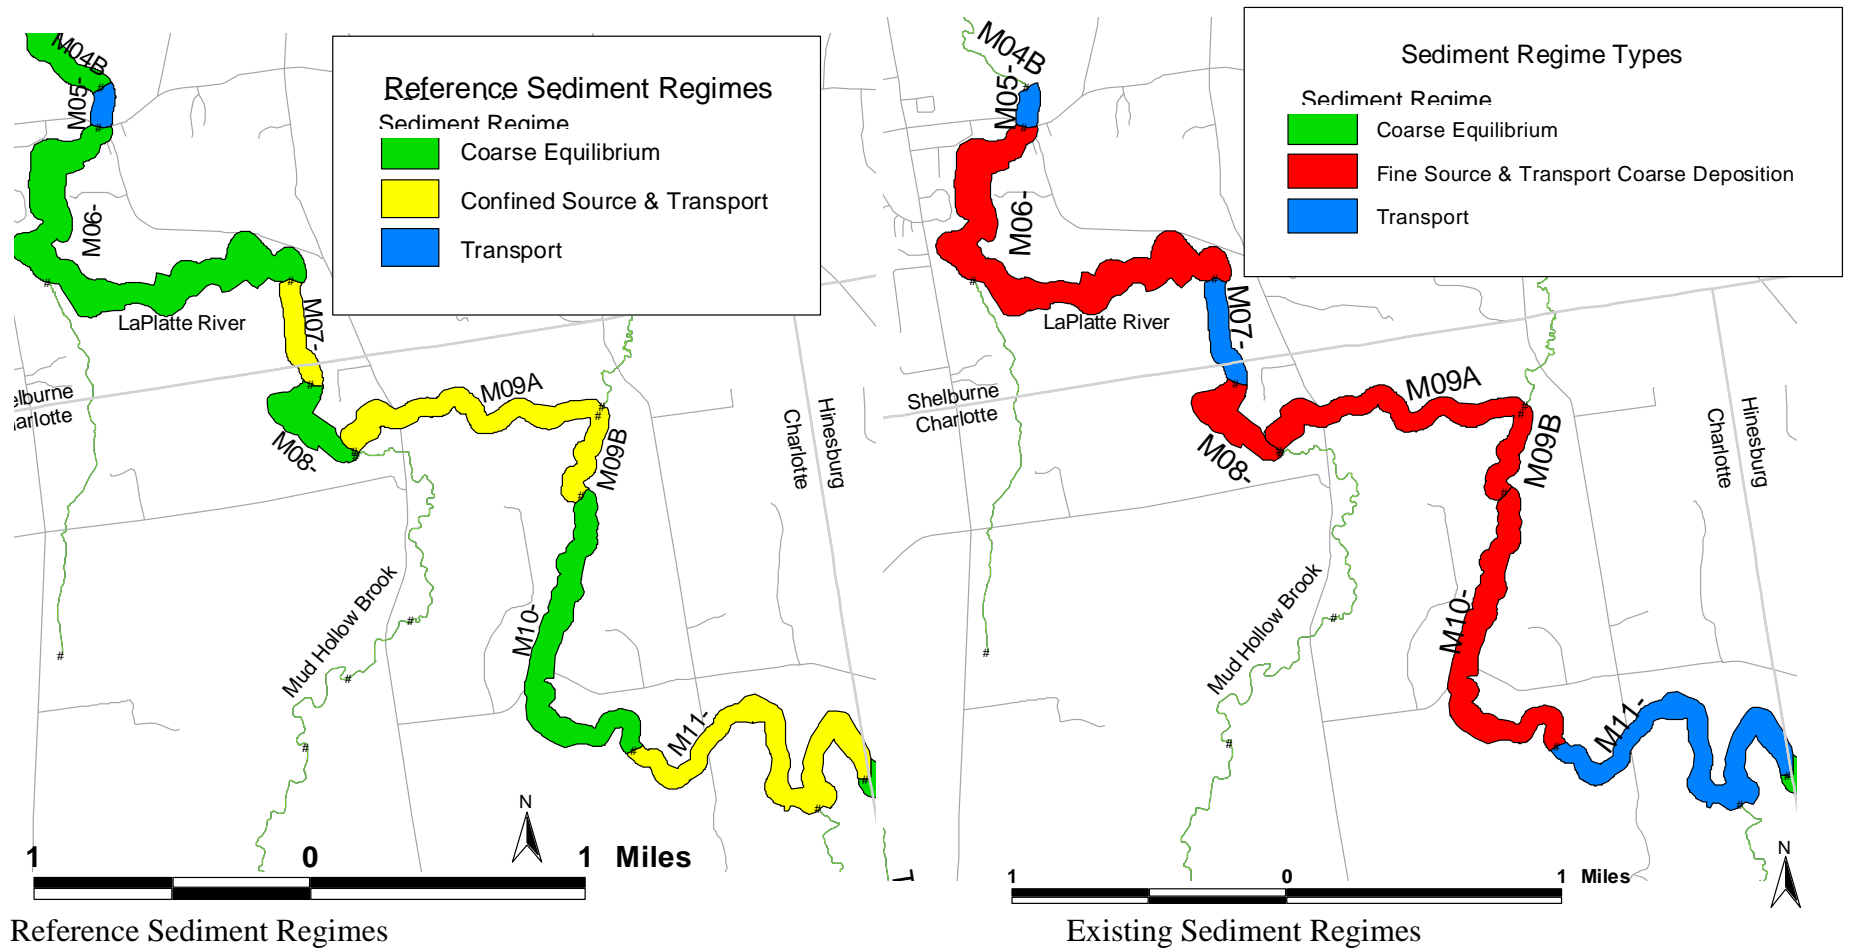 M04B
M05-
M06-
LaPlatte River
M07-
elburne
arlotte
M08-
M09A
M09B
Charlotte
Hinesburg
M10-
Mud Hollow Brook
M11-
Reference Sediment Regimes
Sediment Regime
Coarse Equilibrium
Confined Source & Transport
Transport
N
1 0 1 Miles
Reference Sediment Regimes
M04B
M05-
M06-
LaPlatte River
M07-
Shelburne
Charlotte
M08-
M09A
M09B
Charlotte
Hinesburg
M10-
Mud Hollow Brook
M11-
Sediment Regime Types
Sediment Regime
Coarse Equilibrium
Fine Source & Transport Coarse Deposition
Transport
N
1 0 1 Miles
Existing Sediment Regimes